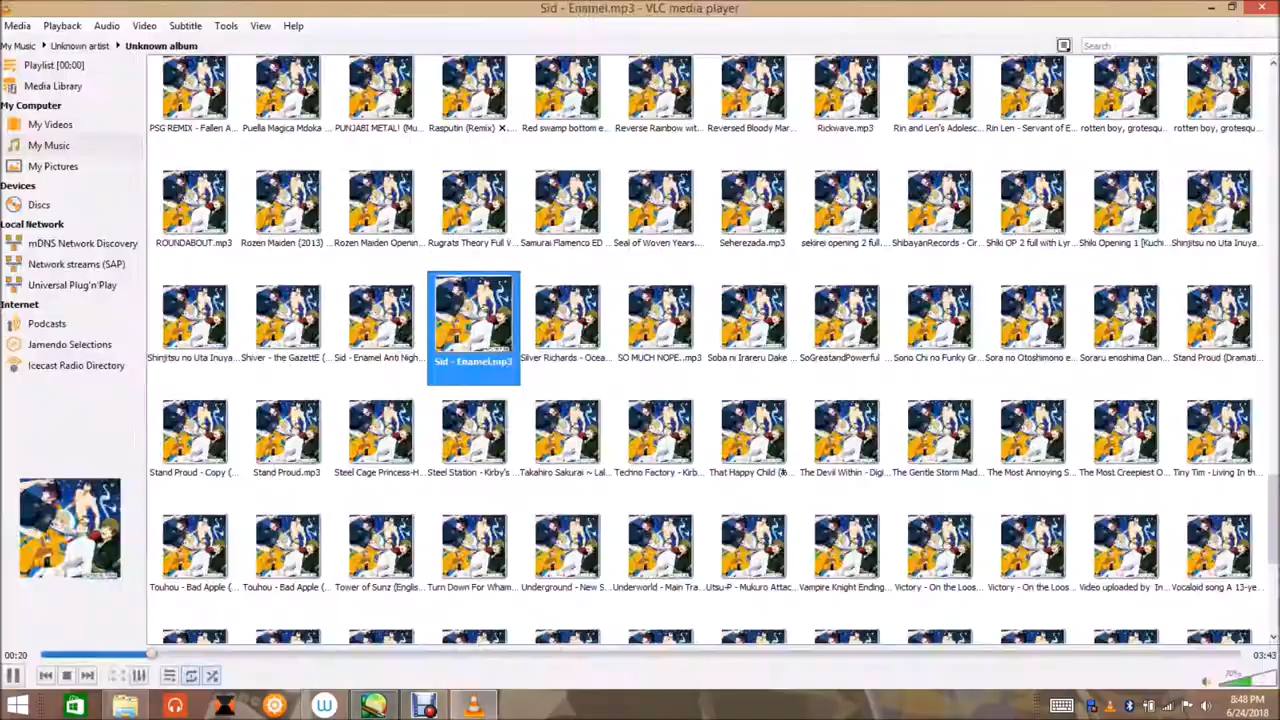 Sid - Enamel.mp3 - VLC media player
Media Playback Audio Video Subtitle Tools View Help
My Music Unknown artist Unknown album
Search
Playlist [00:00]
Media Library
My Computer
My Videos
My Music
My Pictures
Devices
Discs
Local Network
mDNS Network Discovery
Network streams (SAP)
Universal Plug'n'Play
Internet
Podcasts
Jamendo Selections
Icecast Radio Directory
PSG REMIX - Fallen A... Puella Magica Mdoka ... PUNJABI METAL! (Mu... Rasputin (Remix) ✕... Red swamp bottom e... Reverse Rainbow wit... Reversed Bloody Mar... Rickwave.mp3 Rin and Len's Adolesc... Rin Len - Servant of E... rotten boy, grotesqu... rotten boy, grotesqu...
ROUNDABOUT.mp3 Rozen Maiden (2013) ... Rozen Maiden Openin... Rugrats Theory Full V... Samurai Flamenco ED ... Seal of Woven Years... Seherezada.mp3 sekirei opening 2 full... ShibayanRecords - Cir... Shiki OP 2 full with Lyr... Shiki Opening 1 [Kuchi... Shinjitsu no Uta Inuya...
Shinjitsu no Uta Inuya... Shiver - the GazettE (... Sid - Enamel Anti Nigh... Sid - Enamel.mp3 Silver Richards - Ocea... SO MUCH NOPE..mp3 Soba ni Irareru Dake ... SoGreatandPowerful ... Sono Chi no Funky Gr... Sora no Otoshimono e... Soraru enoshima Dan... Stand Proud (Dramati...
Stand Proud - Copy (... Stand Proud.mp3 Steel Cage Princess-H... Steel Station - Kirby's ... Takahiro Sakurai ~ Lal... Techno Factory - Kirb... That Happy Child (あ... The Devil Within - Digi... The Gentle Storm Mad... The Most Annoying S... The Most Creepiest O... Tiny Tim - Living In th...
Touhou - Bad Apple (... Touhou - Bad Apple (... Tower of Sunz (Englis... Turn Down For Wham... Underground - New S... Underworld - Main Tra... Utsu-P - Mukuro Attac... Vampire Knight Ending... Victory - On the Loos... Victory - On the Loos... Video uploaded by In... Vocaloid song A 13-ye...
00:20 03:43
70%
8:48 PM
6/24/2018